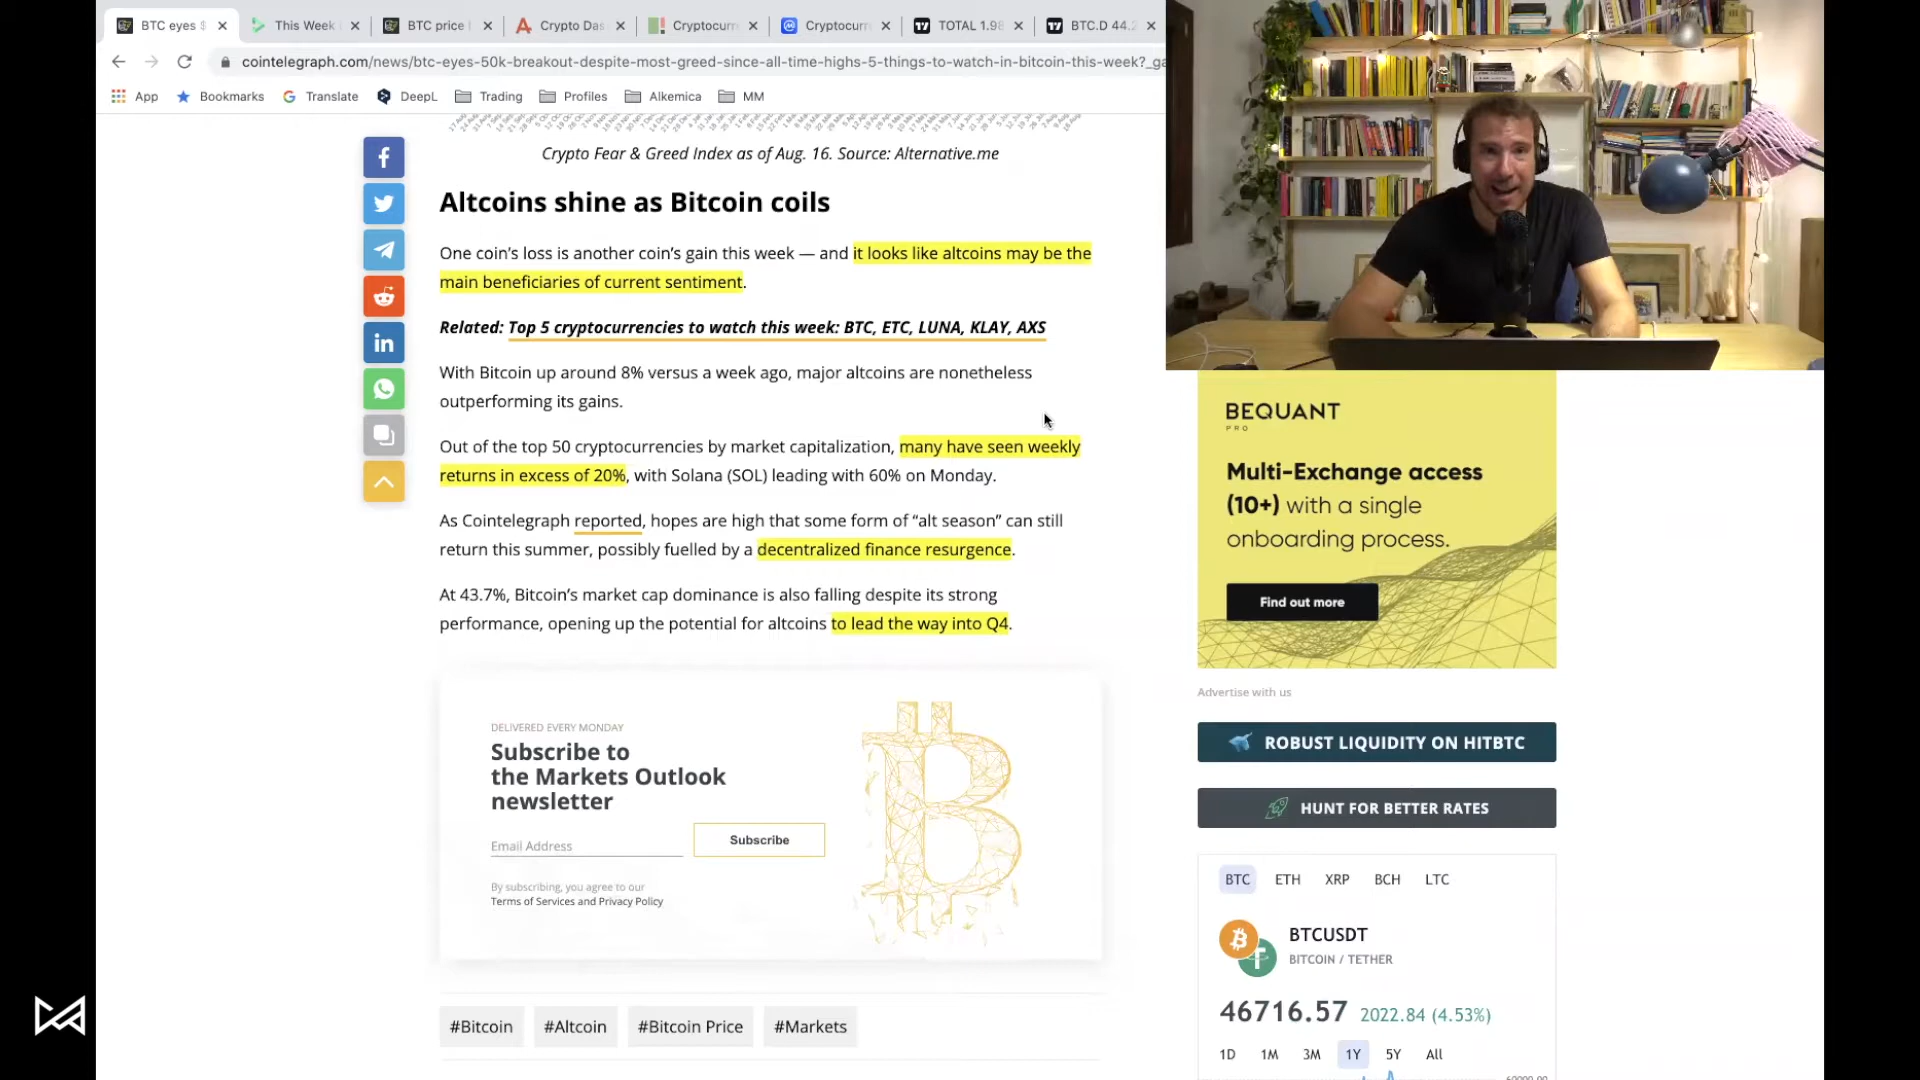 BTC eyes $
This Week
BTC price
Crypto Das
Cryptocurr
Cryptocurr
TOTAL 1.98
BTC.D 44.2
cointelegraph.com/news/btc-eyes-50k-breakout-despite-most-greed-since-all-time-highs-5-things-to-watch-in-bitcoin-this-week?_ga
App
Bookmarks
Translate
DeepL
Trading
Profiles
Alkemica
MM
Crypto Fear & Greed Index as of Aug. 16. Source: Alternative.me
Altcoins shine as Bitcoin coils
One coin's loss is another coin's gain this week — and it looks like altcoins may be the
main beneficiaries of current sentiment.
Related: Top 5 cryptocurrencies to watch this week: BTC, ETC, LUNA, KLAY, AXS
With Bitcoin up around 8% versus a week ago, major altcoins are nonetheless
outperforming its gains.
Out of the top 50 cryptocurrencies by market capitalization, many have seen weekly
returns in excess of 20%, with Solana (SOL) leading with 60% on Monday.
As Cointelegraph reported, hopes are high that some form of “alt season” can still
return this summer, possibly fuelled by a decentralized finance resurgence.
At 43.7%, Bitcoin's market cap dominance is also falling despite its strong
performance, opening up the potential for altcoins to lead the way into Q4.
DELIVERED EVERY MONDAY
Subscribe to
the Markets Outlook
newsletter
Email Address
Subscribe
By subscribing, you agree to our
Terms of Services and Privacy Policy
#Bitcoin
#Altcoin
#Bitcoin Price
#Markets
BEQUANT
PRO
Multi-Exchange access
(10+) with a single
onboarding process.
Find out more
Advertise with us
ROBUST LIQUIDITY ON HITBTC
HUNT FOR BETTER RATES
BTC
ETH
XRP
BCH
LTC
BTCUSDT
BITCOIN / TETHER
46716.57 2022.84 (4.53%)
1D
1M
3M
1Y
5Y
All